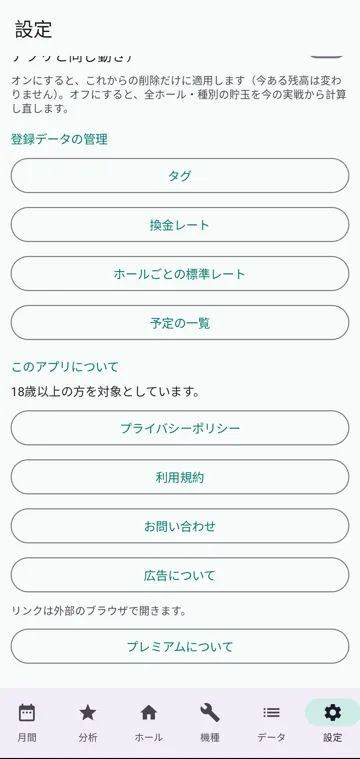 設定
アプリと同じ動き）
オンにすると、これからの削除だけに適用します（今ある残高は変わ
りません）。オフにすると、全ホール・種別の貯玉を今の実戦から計算
し直します。
登録データの管理
タグ
換金レート
ホールごとの標準レート
予定の一覧
このアプリについて
18歳以上の方を対象としています。
プライバシーポリシー
利用規約
お問い合わせ
広告について
リンクは外部のブラウザで開きます。
プレミアムについて
月間
分析
ホール
機種
データ
設定